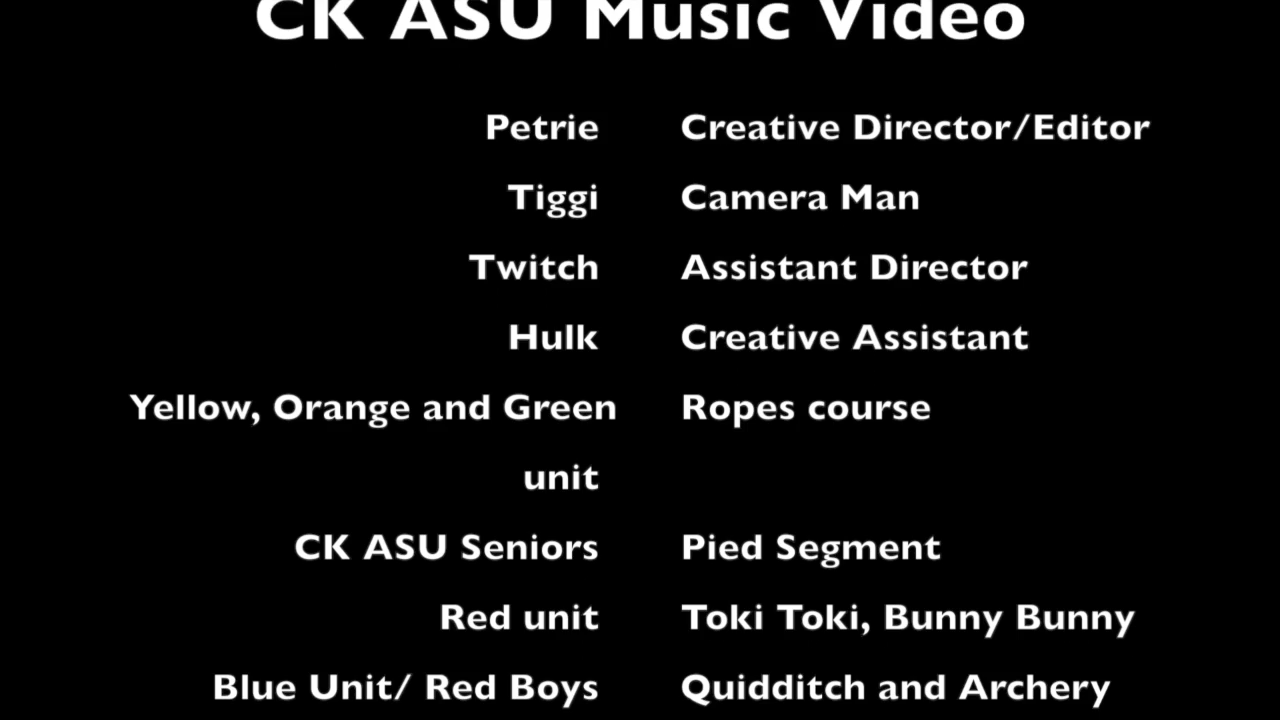 CK ASU Music Video
Petrie Creative Director/Editor
Tiggi Camera Man
Twitch Assistant Director
Hulk Creative Assistant
Yellow, Orange and Green Ropes course
unit
CK ASU Seniors Pied Segment
Red unit Toki Toki, Bunny Bunny
Blue Unit/ Red Boys Quidditch and Archery